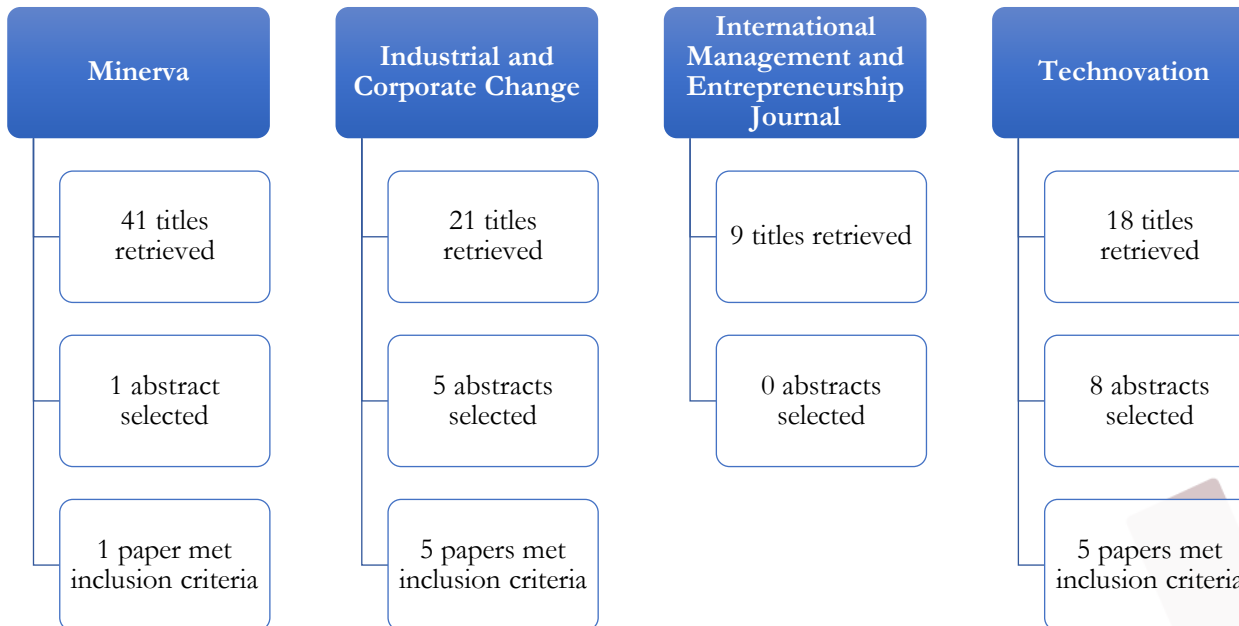 Minerva
41 titles
retrieved
1 abstract
selected
1 paper met
inclusion criteria
Industrial and
Corporate Change
21 titles
retrieved
5 abstracts
selected
5 papers met
inclusion criteria
International
Management and
Entrepreneurship
Journal
9 titles retrieved
0 abstracts
selected
Technovation
18 titles
retrieved
8 abstracts
selected
5 papers met
inclusion criteria